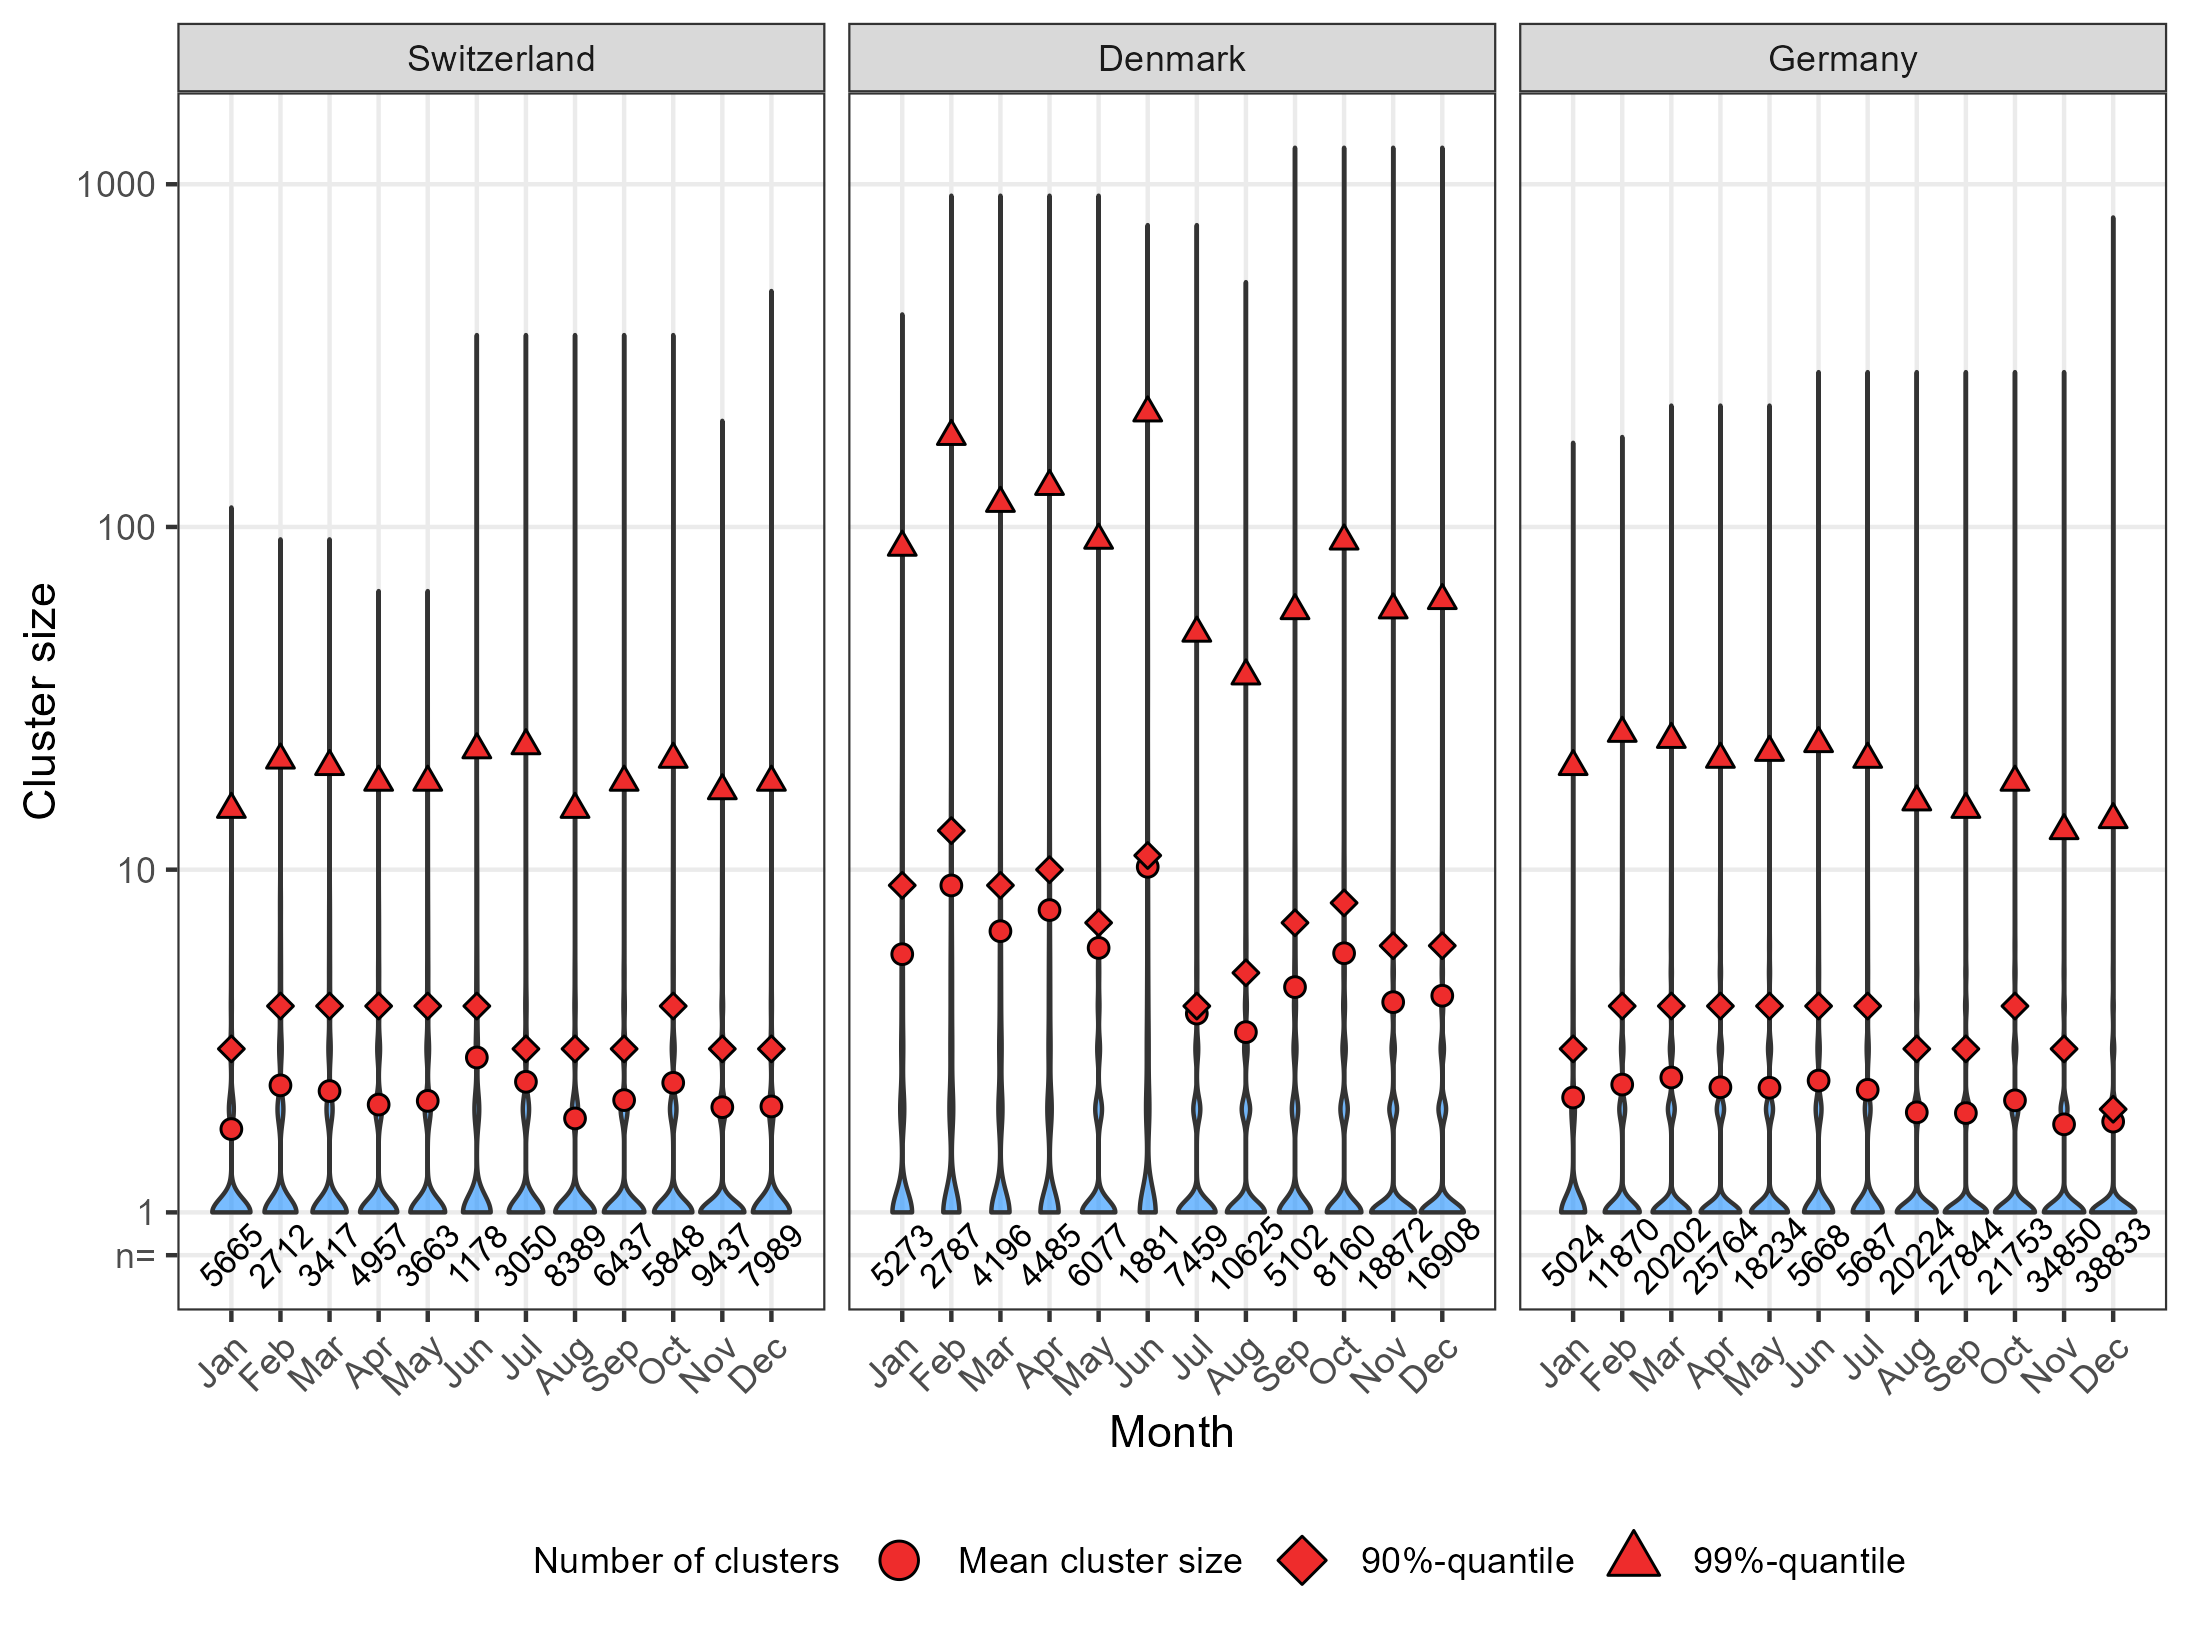 Switzerland Denmark Germany
Cluster size
1000
100
10
1
n=
5665 2712 3417 4957 3663 1178 3050 8389 6437 5848 9437 7989
5273 2787 4196 4485 6077 1881 7459 10625 5102 8160 18872 16908
5024 11870 20202 25764 18234 5668 5687 20224 27844 21753 34850 38833
Jan Feb Mar Apr May Jun Jul Aug Sep Oct Nov Dec
Jan Feb Mar Apr May Jun Jul Aug Sep Oct Nov Dec
Jan Feb Mar Apr May Jun Jul Aug Sep Oct Nov Dec
Month
Number of clusters Mean cluster size 90%-quantile 99%-quantile